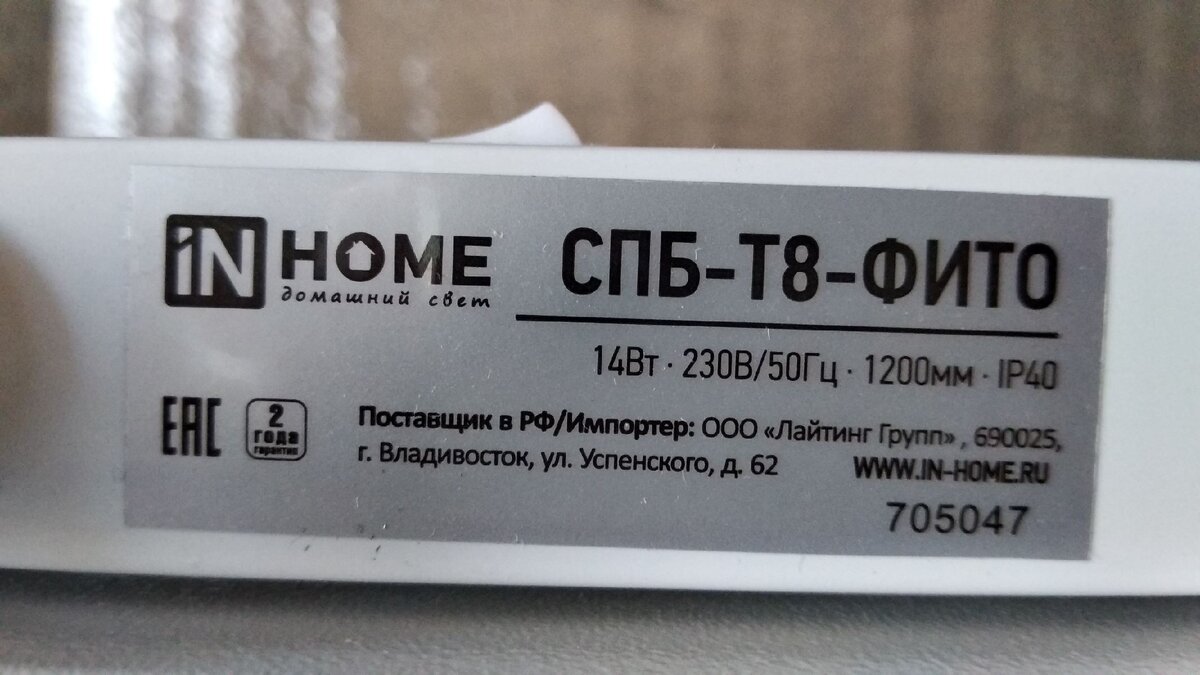 iN HOME
домашний свет
СПБ-Т8-ФИТО
14Вт · 230В/50Гц · 1200мм · IP40
EAC
2
года
гарантии
Поставщик в РФ/Импортер: ООО «Лайтинг Групп» , 690025,
г. Владивосток, ул. Успенского, д. 62
WWW.IN-HOME.RU
705047